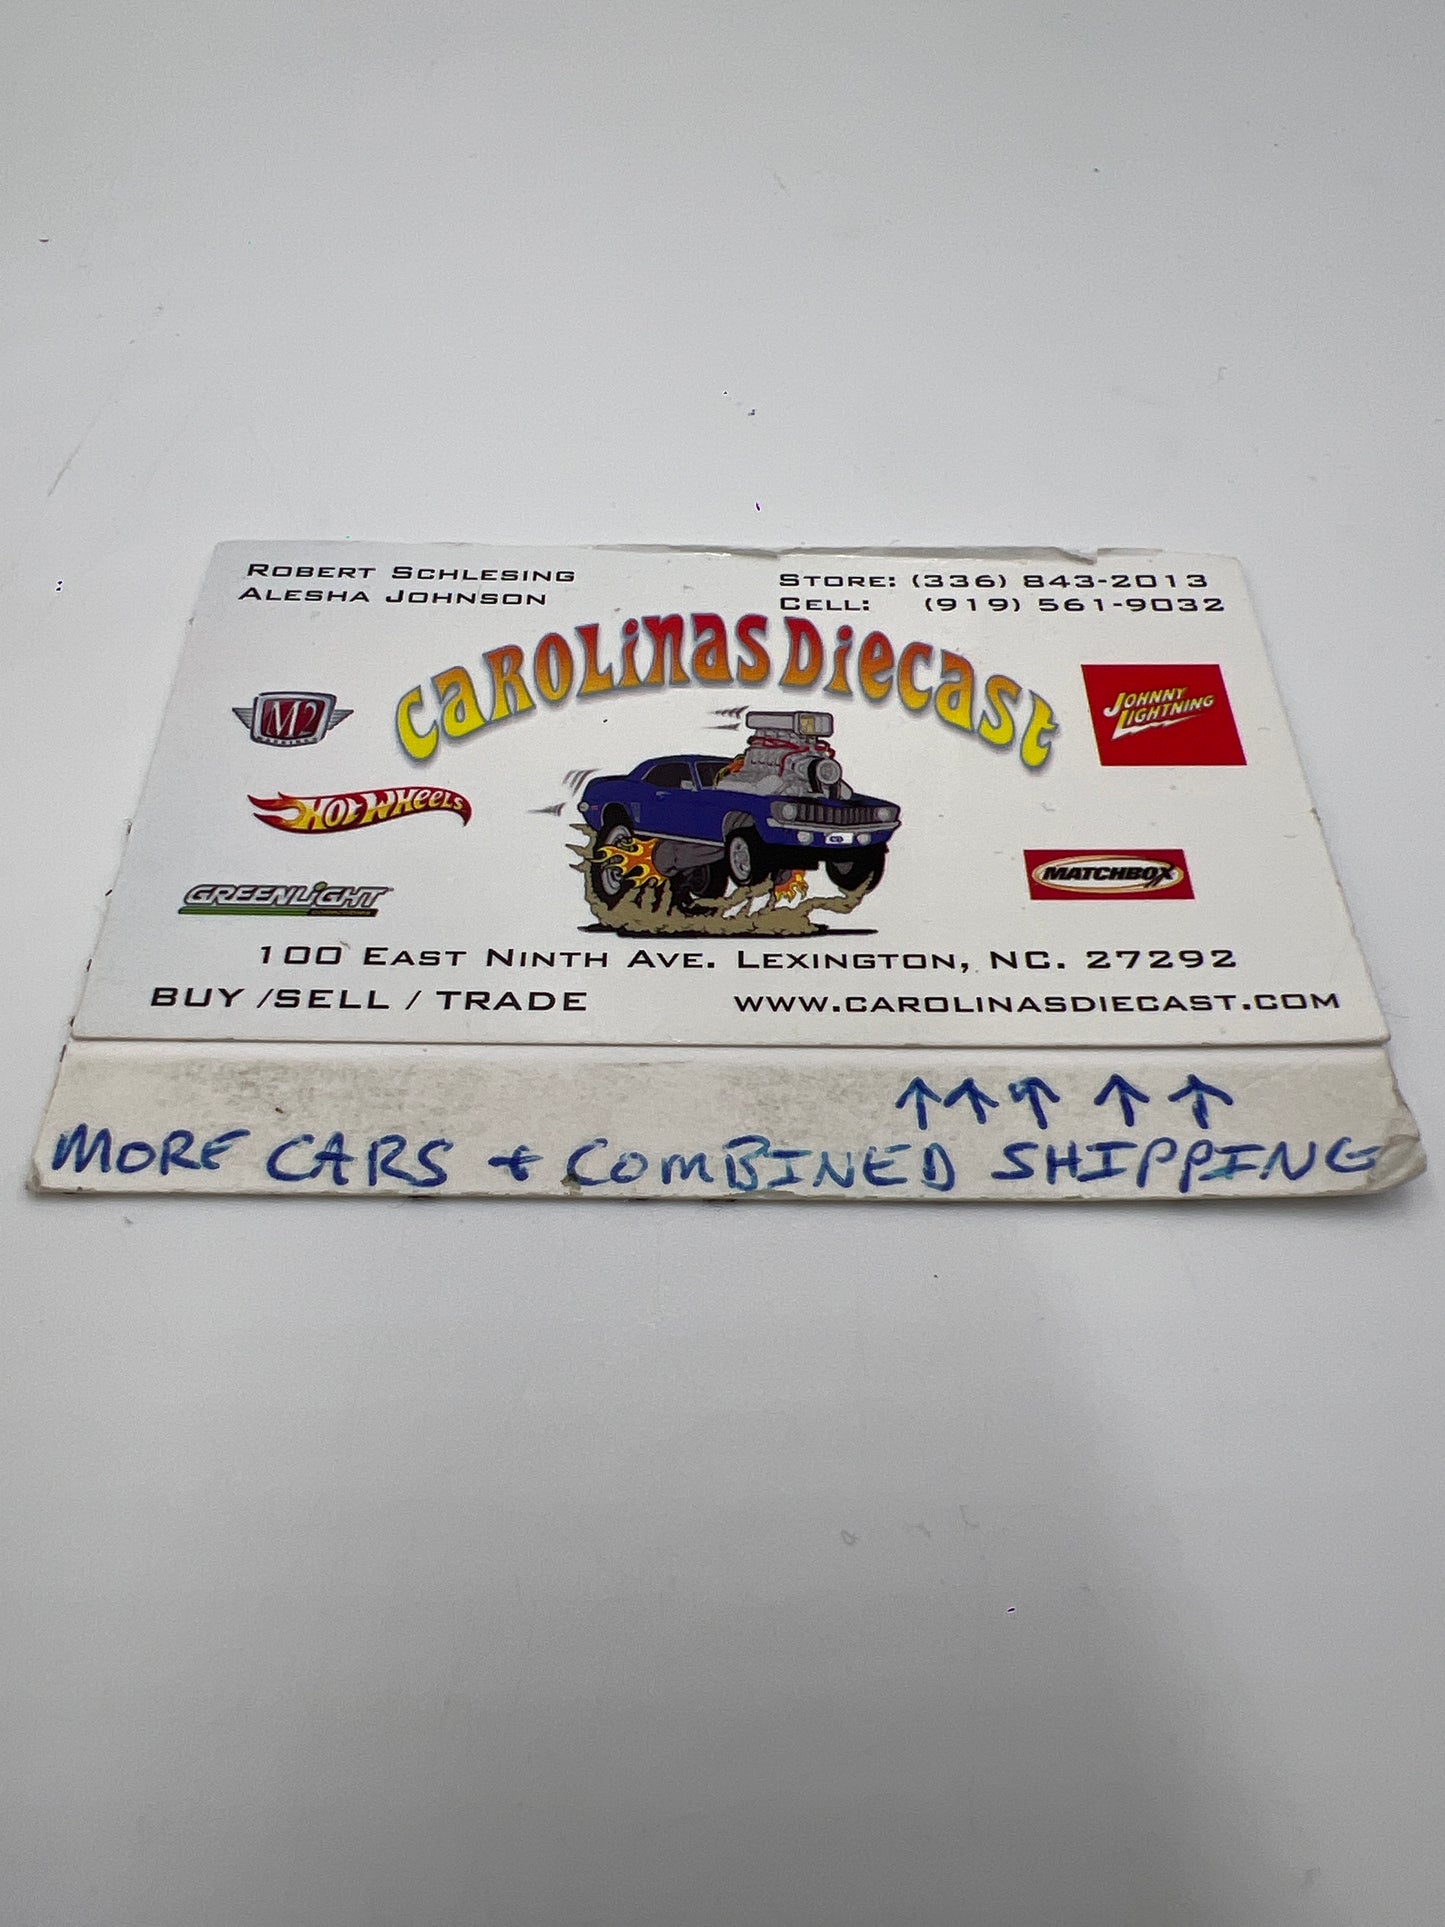 ROBERT SCHLESING
ALESHA JOHNSON
STORE: (336) 843-2013
CELL: (919) 561-9032
CAROLINAS DIECAST
M2
JOHNNY LIGHTNING
HOT WHEELS
MATCHBOX
GREENLIGHT
100 EAST NINTH AVE. LEXINGTON, NC. 27292
BUY /SELL / TRADE
WWW.CAROLINASDIECAST.COM
↑↑↑↑↑
MORE CARS + COMBINED SHIPPING